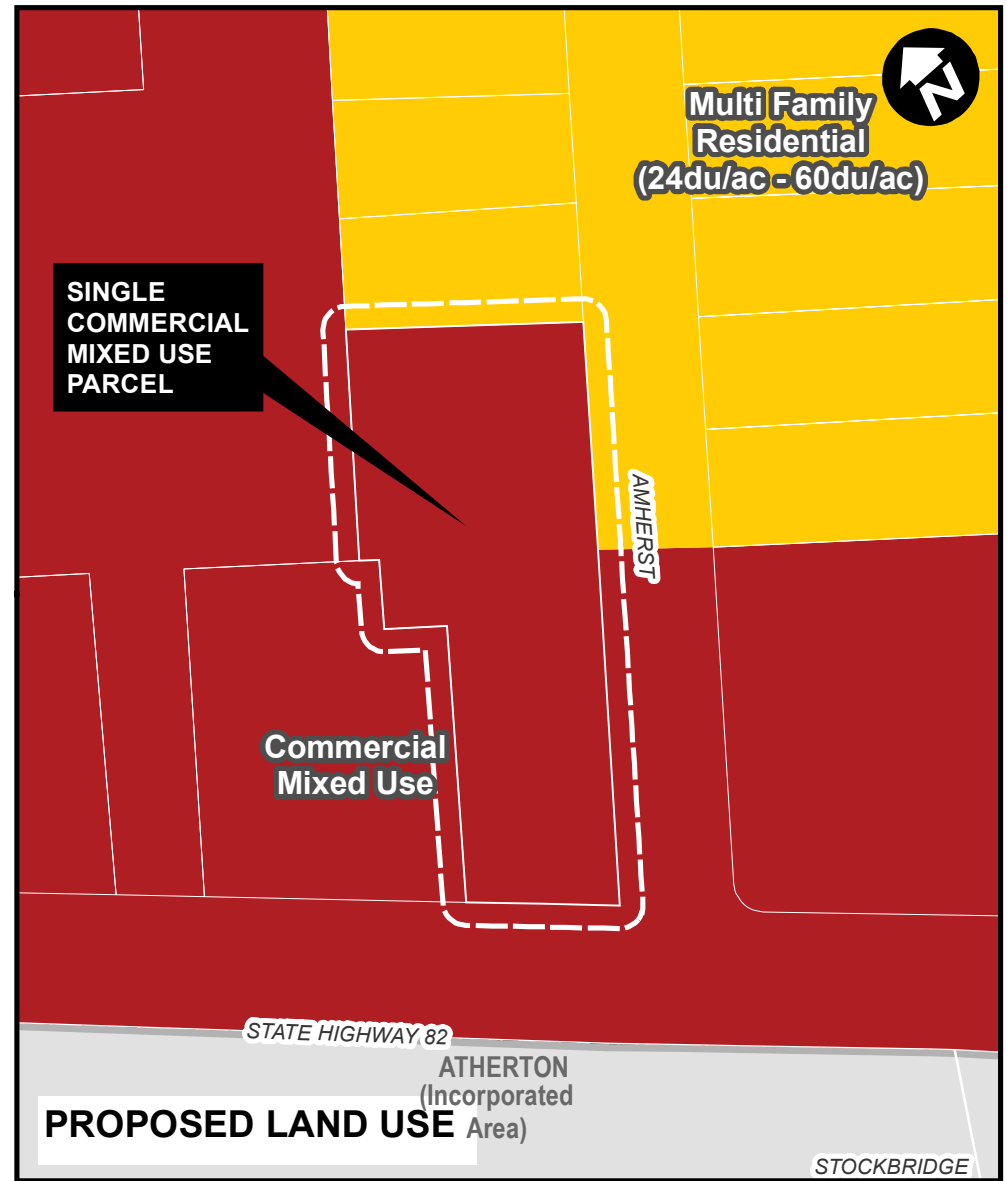 Multi Family
Residential
(24du/ac - 60du/ac)
N
SINGLE
COMMERCIAL
MIXED USE
PARCEL
AMHERST
Commercial
Mixed Use
STATE HIGHWAY 82
ATHERTON
(Incorporated
Area)
PROPOSED LAND USE
STOCKBRIDGE